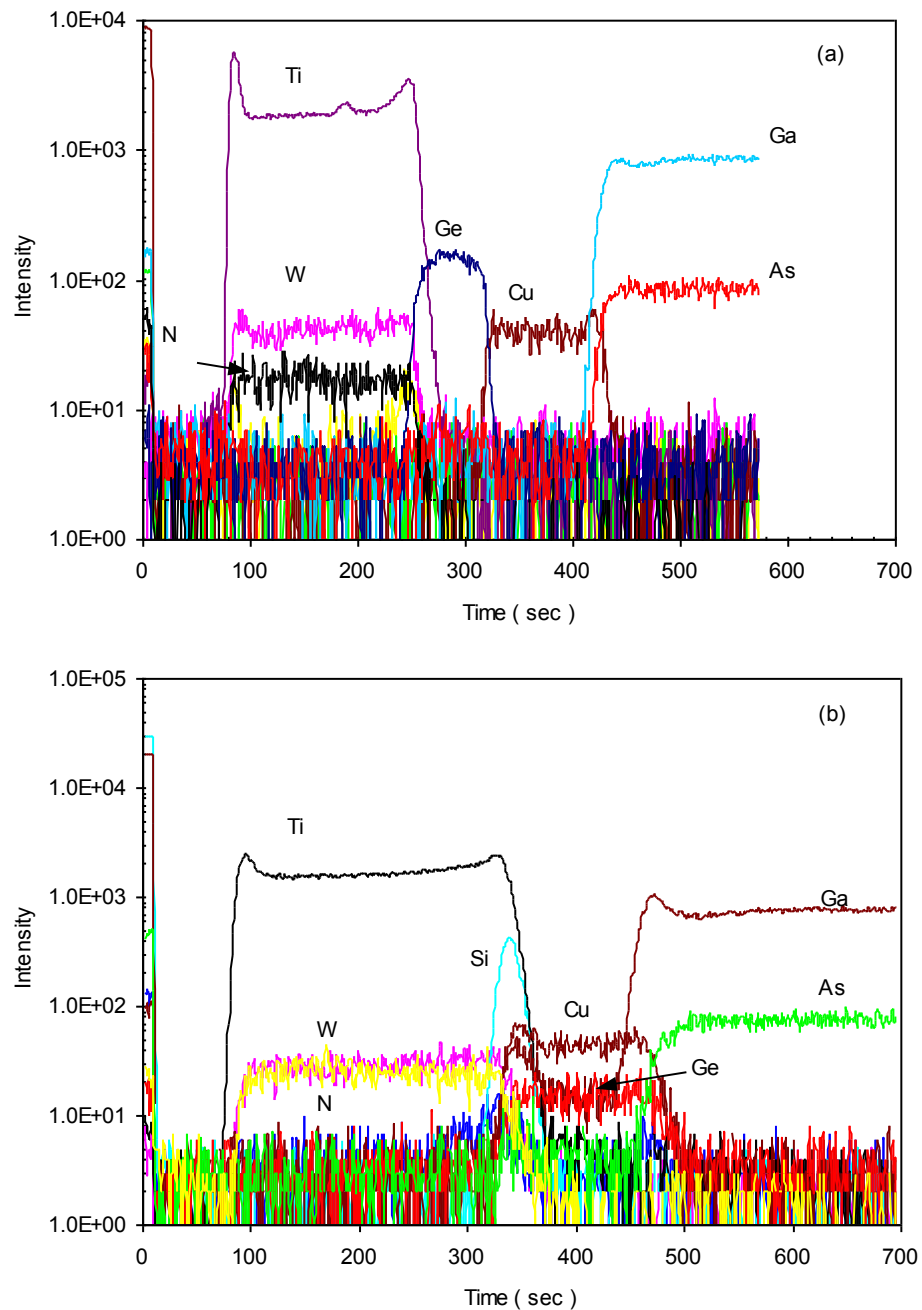 (a)
1.0E+04
1.0E+03
1.0E+02
1.0E+01
1.0E+00
Intensity
Ti
Ga
Ge
W
Cu
As
N
0 100 200 300 400 500 600 700
Time ( sec )
(b)
1.0E+05
1.0E+04
1.0E+03
1.0E+02
1.0E+01
1.0E+00
Intensity
Ti
Ga
Si
As
Cu
W
Ge
N
0 100 200 300 400 500 600 700
Time ( sec )